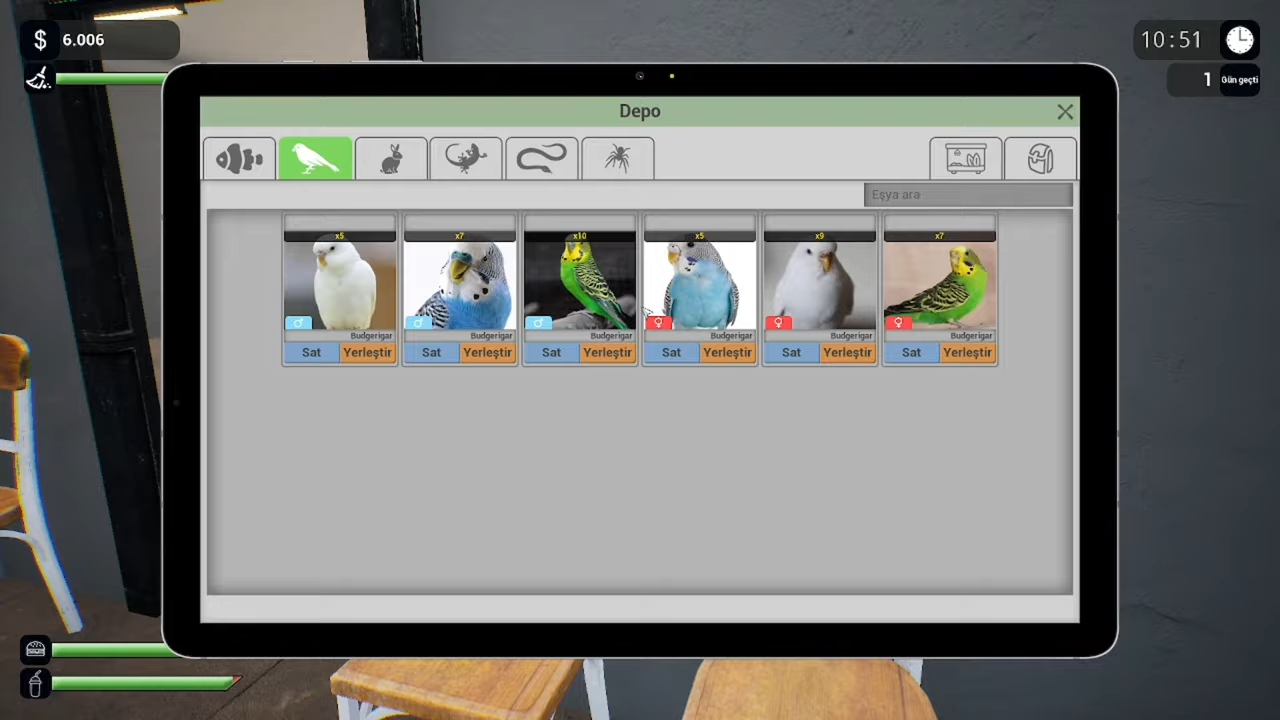 $ 6.006
10:51
1 Gün geçti
Depo
Eşya ara
x5 x7 x10 x5 x9 x7
Budgerigar Budgerigar Budgerigar Budgerigar Budgerigar Budgerigar
Sat Yerleştir Sat Yerleştir Sat Yerleştir Sat Yerleştir Sat Yerleştir Sat Yerleştir